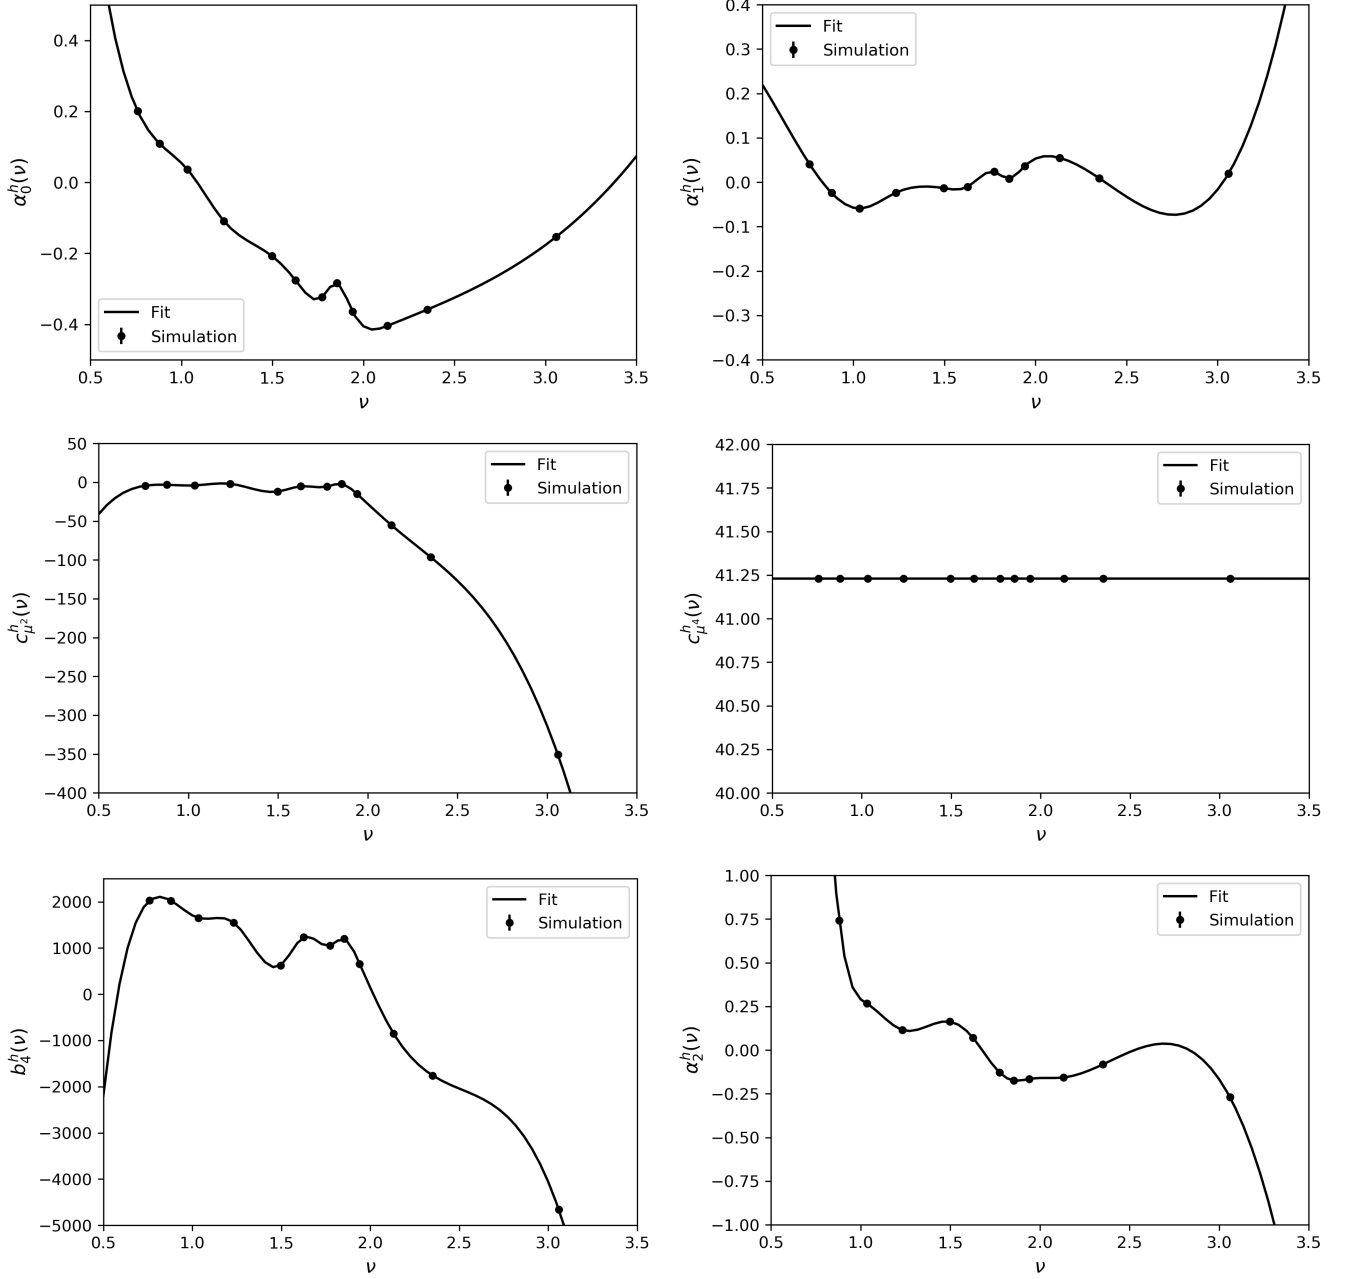 0.4
0.2
0.0
−0.2
−0.4
α₀ʰ(ν)
Fit
Simulation
0.5 1.0 1.5 2.0 2.5 3.0 3.5
ν
0.4
0.3
0.2
0.1
0.0
−0.1
−0.2
−0.3
−0.4
α₁ʰ(ν)
Fit
Simulation
0.5 1.0 1.5 2.0 2.5 3.0 3.5
ν
50
0
−50
−100
−150
−200
−250
−300
−350
−400
c^h_{μ²}(ν)
Fit
Simulation
0.5 1.0 1.5 2.0 2.5 3.0 3.5
ν
42.00
41.75
41.50
41.25
41.00
40.75
40.50
40.25
40.00
c^h_{μ⁴}(ν)
Fit
Simulation
0.5 1.0 1.5 2.0 2.5 3.0 3.5
ν
2000
1000
0
−1000
−2000
−3000
−4000
−5000
b₄ʰ(ν)
Fit
Simulation
0.5 1.0 1.5 2.0 2.5 3.0 3.5
ν
1.00
0.75
0.50
0.25
0.00
−0.25
−0.50
−0.75
−1.00
α₂ʰ(ν)
Fit
Simulation
0.5 1.0 1.5 2.0 2.5 3.0 3.5
ν